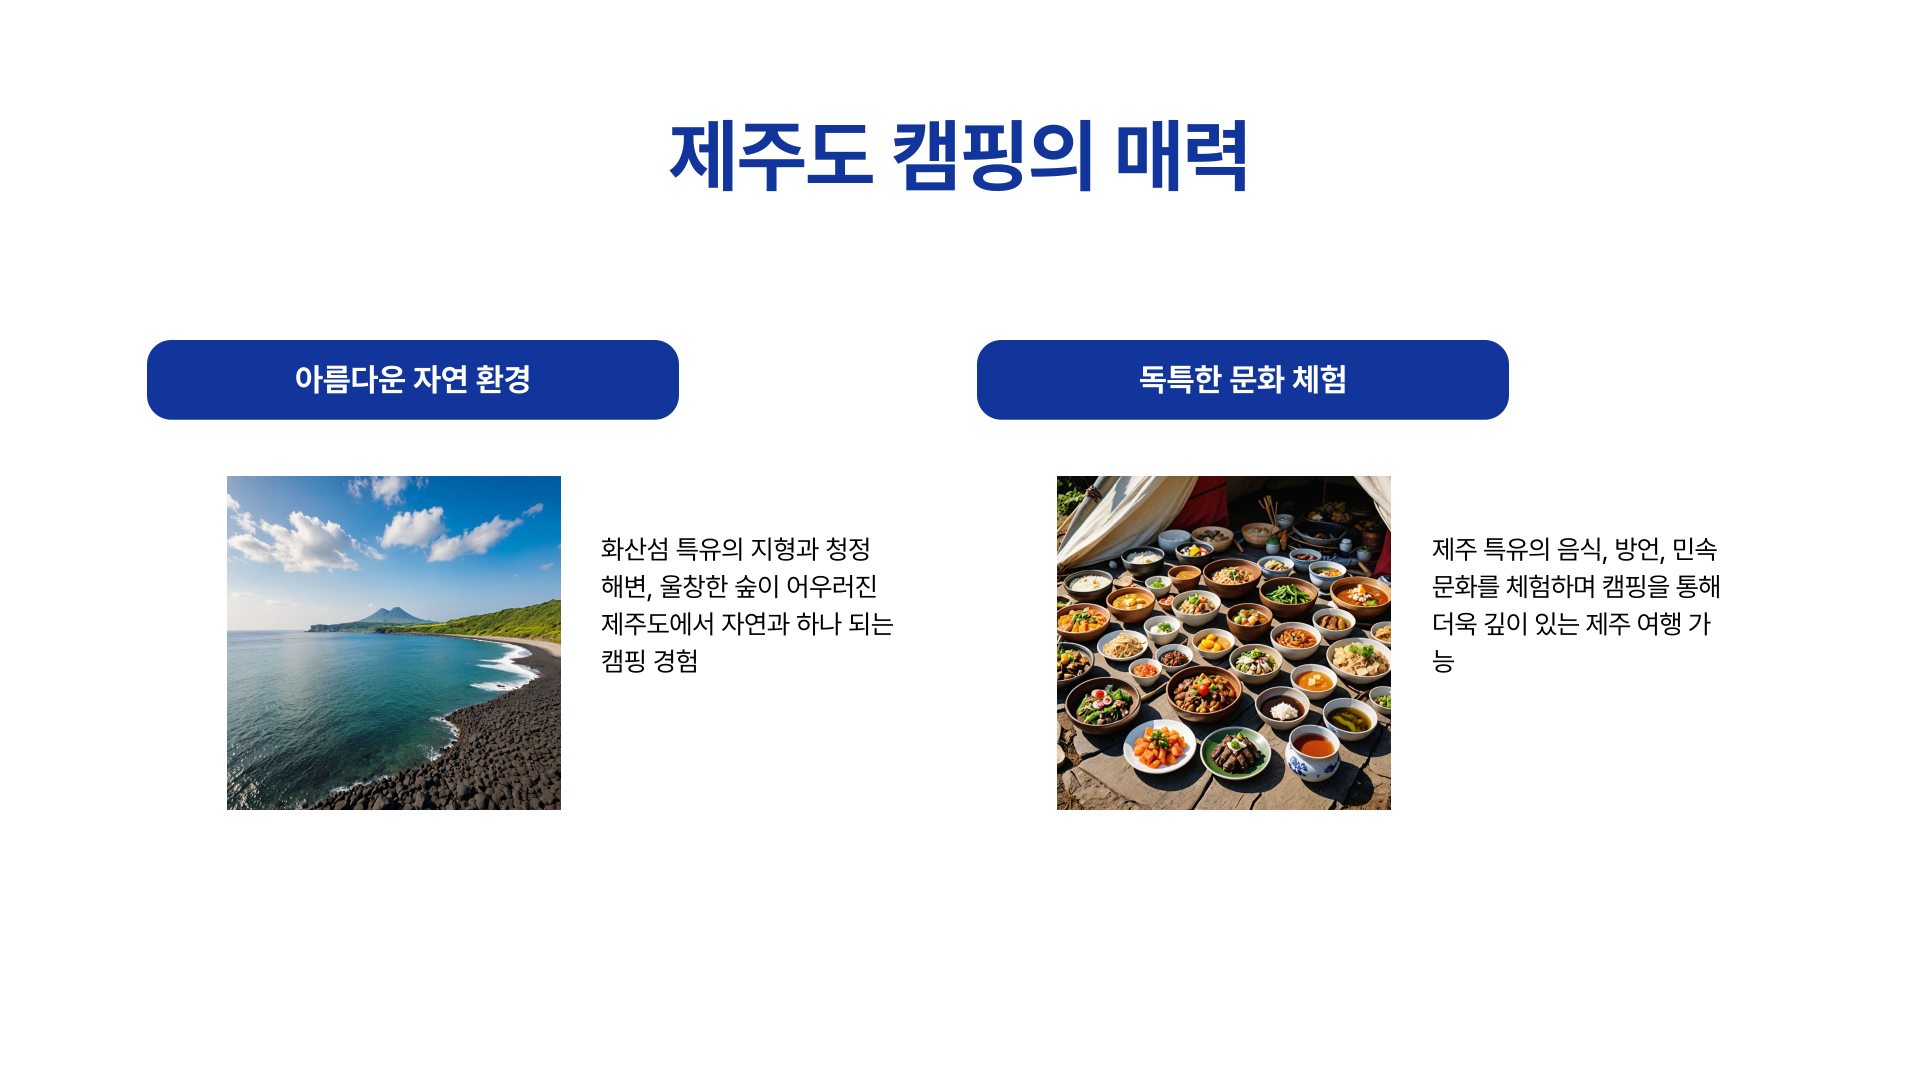 제주도 캠핑의 매력
아름다운 자연 환경
화산섬 특유의 지형과 청정
해변, 울창한 숲이 어우러진
제주도에서 자연과 하나 되는
캠핑 경험
독특한 문화 체험
제주 특유의 음식, 방언, 민속
문화를 체험하며 캠핑을 통해
더욱 깊이 있는 제주 여행 가
능